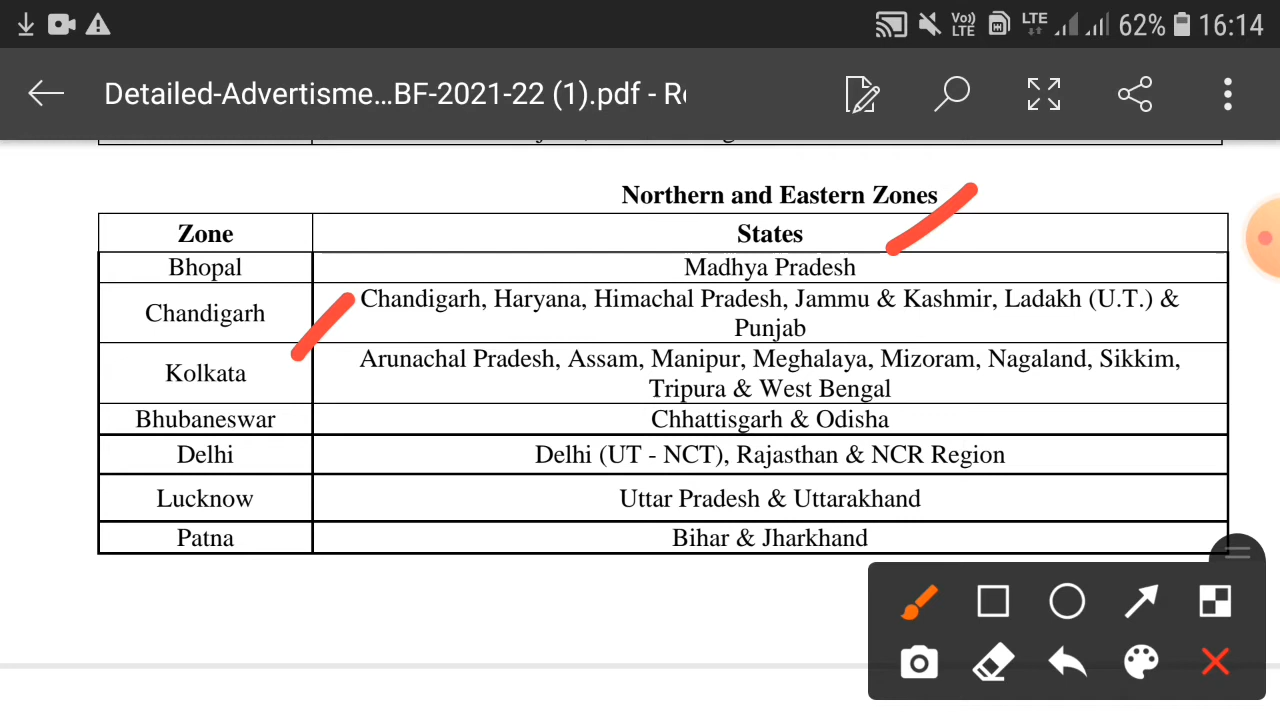 Vo)) LTE LTE 62% 16:14
Detailed-Advertisme...BF-2021-22 (1).pdf - R
Northern and Eastern Zones
Zone States
Bhopal Madhya Pradesh
Chandigarh Chandigarh, Haryana, Himachal Pradesh, Jammu & Kashmir, Ladakh (U.T.) &
Punjab
Kolkata Arunachal Pradesh, Assam, Manipur, Meghalaya, Mizoram, Nagaland, Sikkim,
Tripura & West Bengal
Bhubaneswar Chhattisgarh & Odisha
Delhi Delhi (UT - NCT), Rajasthan & NCR Region
Lucknow Uttar Pradesh & Uttarakhand
Patna Bihar & Jharkhand